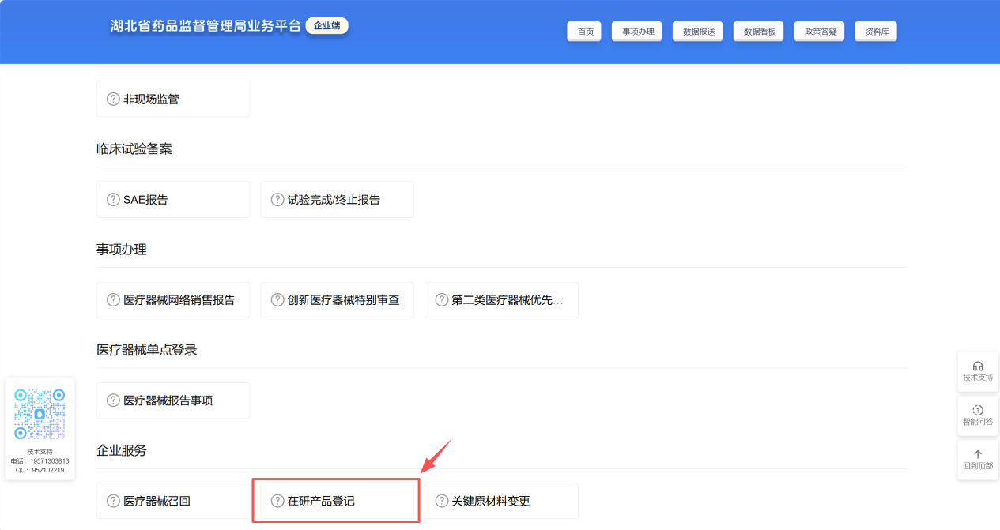 湖北省药品监督管理局业务平台 企业端
首页 事项办理 数据报送 数据看板 政策答疑 资料库
非现场监管
临床试验备案
SAE报告 试验完成/终止报告
事项办理
医疗器械网络销售报告 创新医疗器械特别审查 第二类医疗器械优先...
医疗器械单点登录
医疗器械报告事项
企业服务
医疗器械召回 在研产品登记 关键原材料变更
技术支持
电话：19571303813
QQ：952102219
技术支持
智能问答
回到顶部